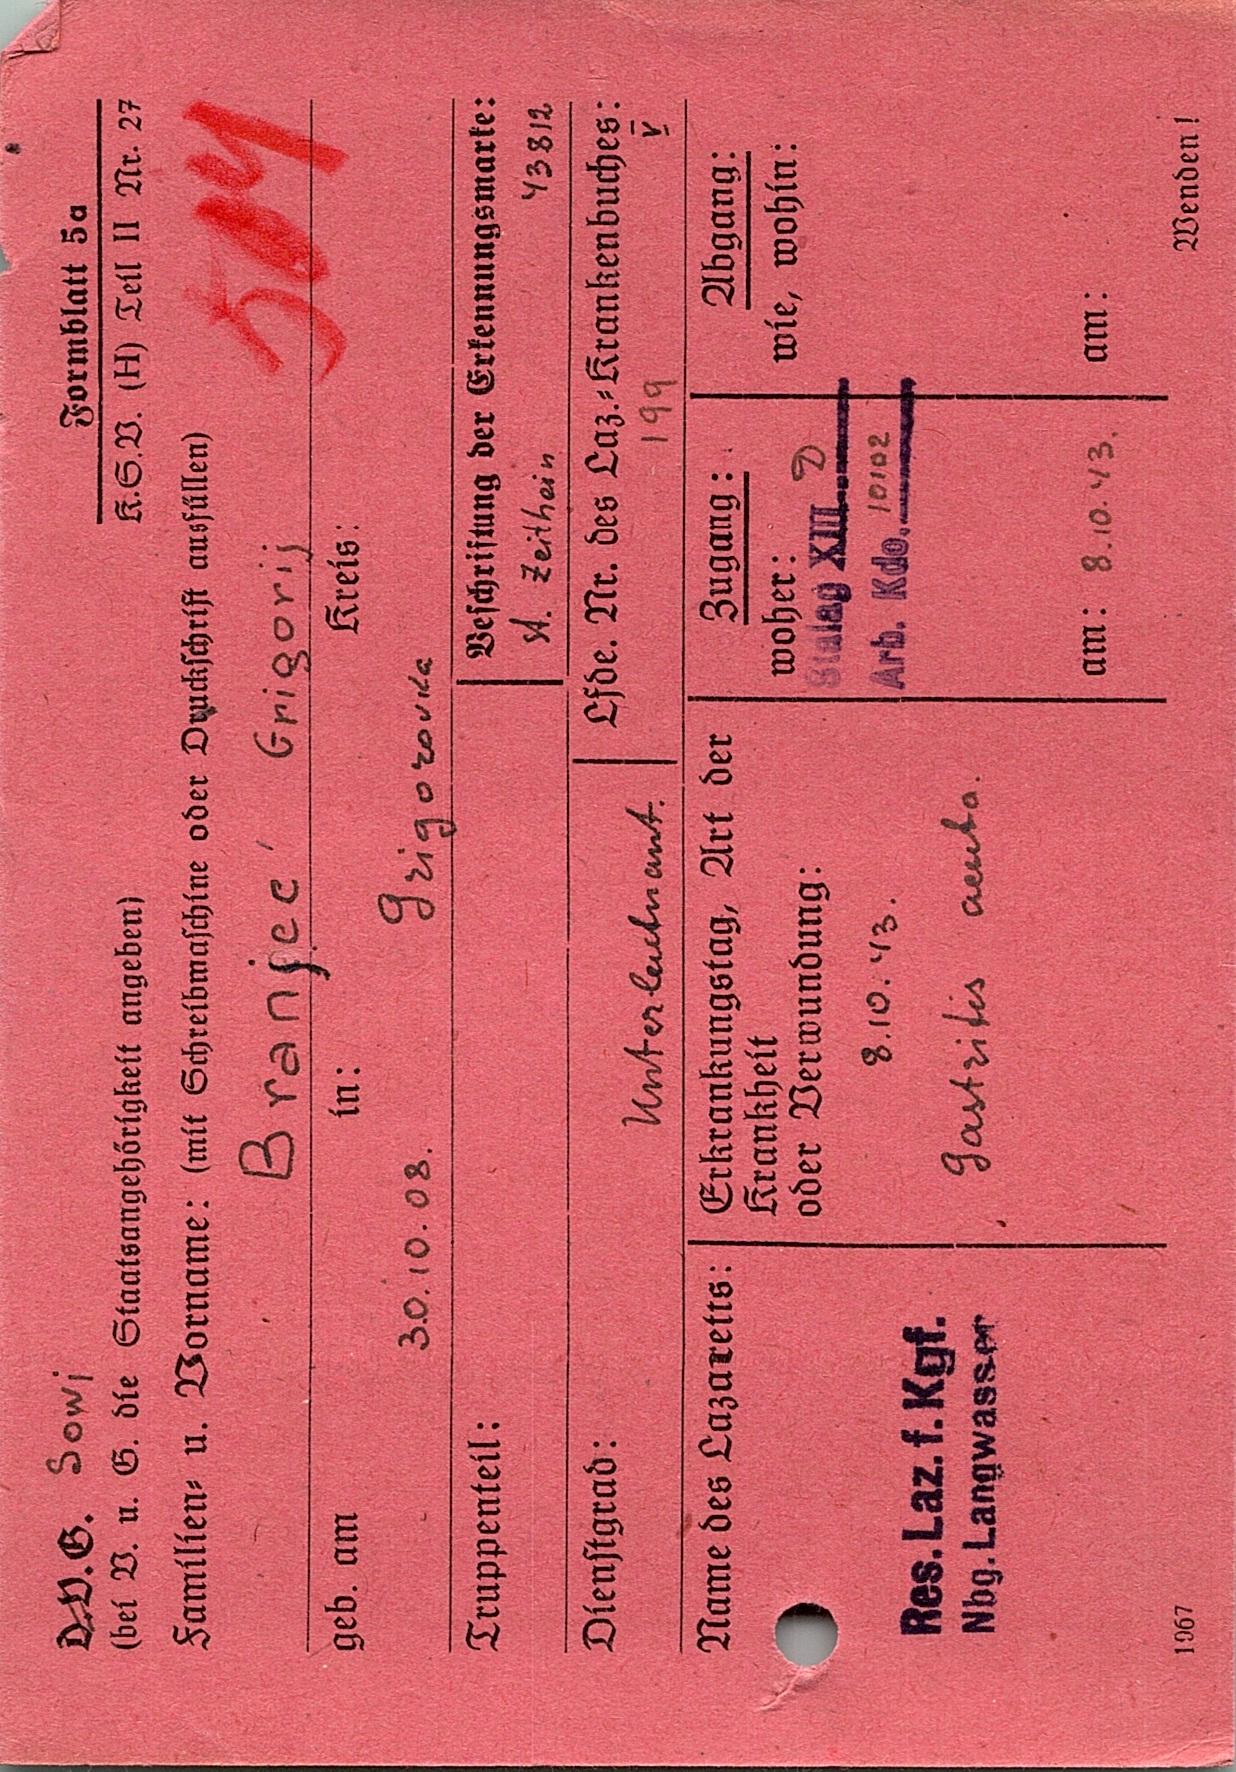 D. V. G. Sowj
Formblatt 5a
(bei V. u. G. die Staatsangehörigkeit angeben)
K.S.V. (H) Teil II Nr. 27
Familien- u. Vorname: (mit Schreibmaschine oder Druckschrift ausfüllen)
Branjec' Grigorij
geb. am in: Kreis:
30.10.08. Grigorovka
Truppenteil:
Beschriftung der Erkennungsmarke:
St. Zeithain 43812
Dienstgrad:
Unterleutnant.
Lfde. Nr. des Laz.-Krankenbuches:
199 V
Name des Lazaretts:
Res. Laz. f. Kgf.
Nbg. Langwasser
Erkrankungstag, Art der
Krankheit
oder Verwundung:
8.10.43.
Gastritis acuta.
Zugang:
woher:
Stalag XIII D
Arb. Kdo. 10102
am: 8.10.43.
Abgang:
wie, wohin:
am:
1967
Wenden!